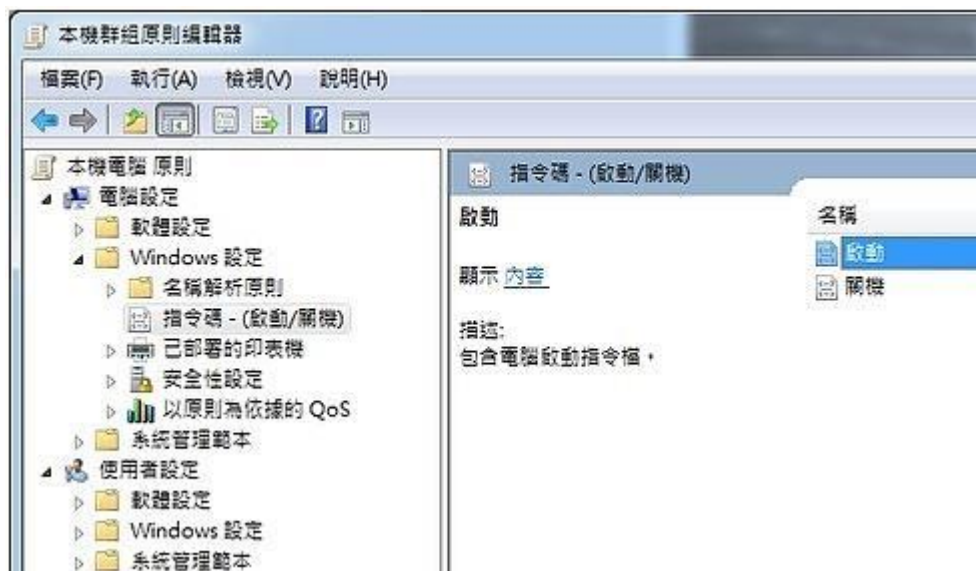 本機群組原則編輯器
檔案(F) 執行(A) 檢視(V) 說明(H)
本機電腦 原則
電腦設定
軟體設定
Windows 設定
名稱解析原則
指令碼 - (啟動/關機)
已部署的印表機
安全性設定
以原則為依據的 QoS
系統管理範本
使用者設定
軟體設定
Windows 設定
系統管理範本
指令碼 - (啟動/關機)
啟動
顯示 內容
描述:
包含電腦啟動指令檔。
名稱
啟動
關機